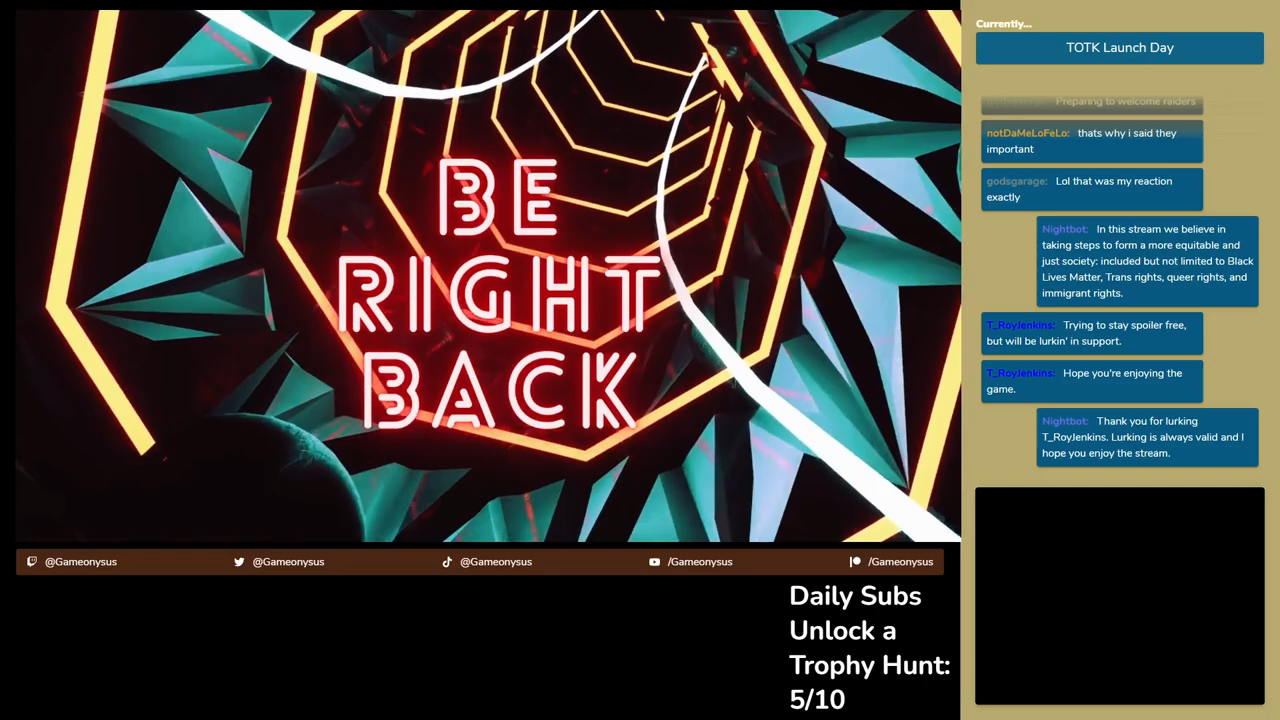 BE
RIGHT
BACK
@Gameonysus
@Gameonysus
@Gameonysus
/Gameonysus
/Gameonysus
Daily Subs
Unlock a
Trophy Hunt:
5/10
Currently...
TOTK Launch Day
Preparing to welcome raiders
notDaMeLoFeLo: thats why i said they
important
godsgarage: Lol that was my reaction
exactly
Nightbot: In this stream we believe in
taking steps to form a more equitable and
just society: included but not limited to Black
Lives Matter, Trans rights, queer rights, and
immigrant rights.
T_RoyJenkins: Trying to stay spoiler free,
but will be lurkin' in support.
T_RoyJenkins: Hope you're enjoying the
game.
Nightbot: Thank you for lurking
T_RoyJenkins. Lurking is always valid and I
hope you enjoy the stream.